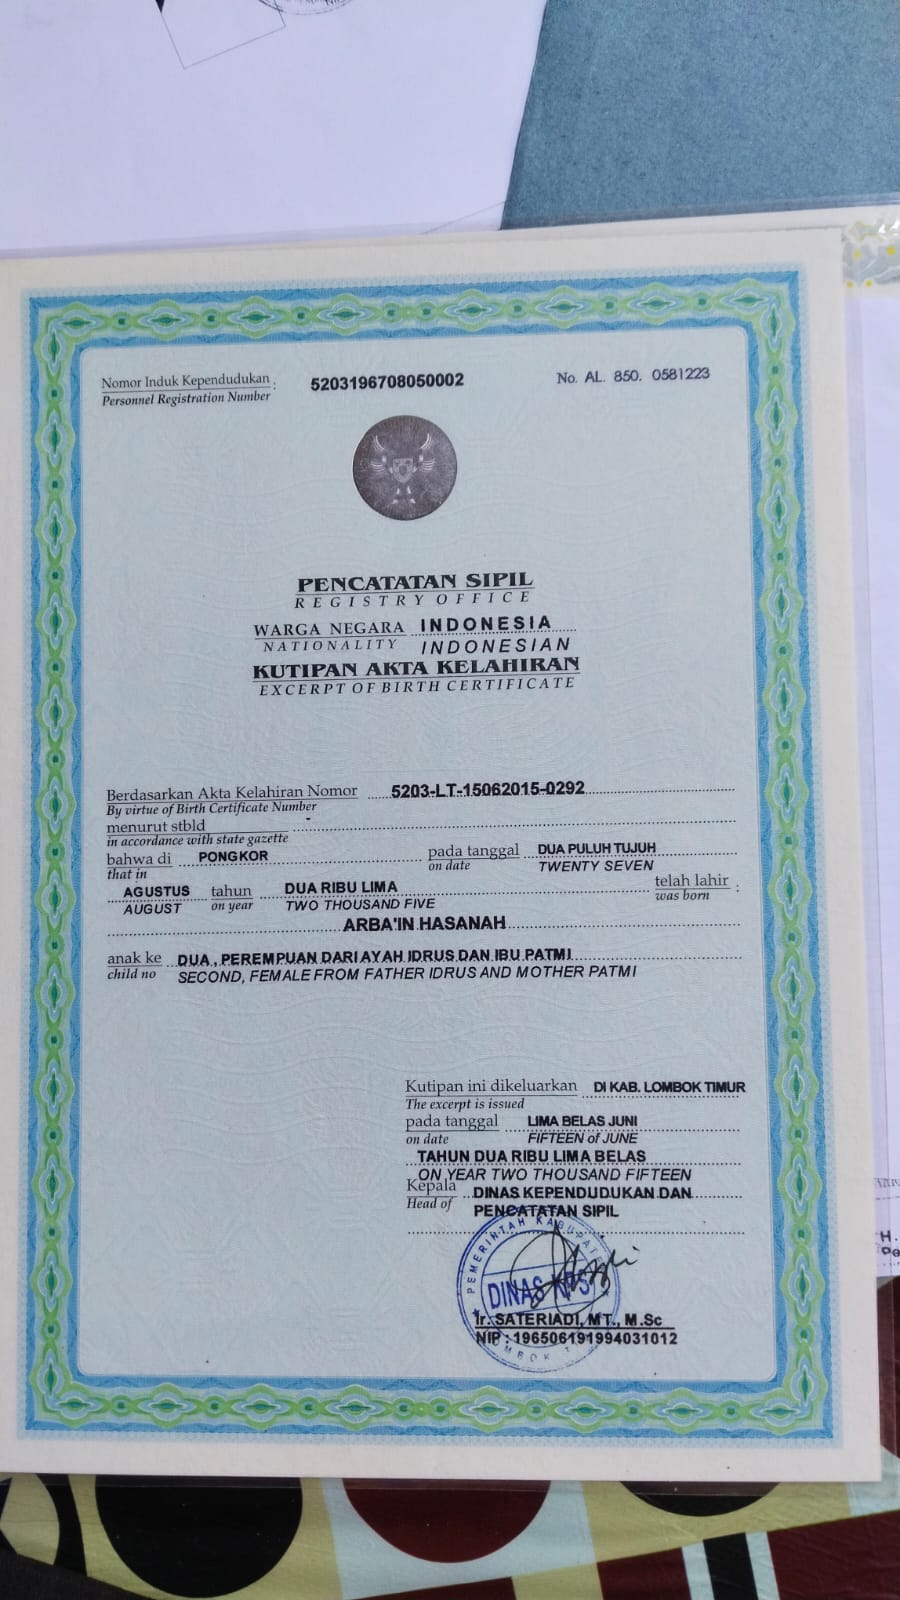 Nomor Induk Kependudukan : 5203196708050002 No. AL. 850. 0581223
Personnel Registration Number
PENCATATAN SIPIL
REGISTRY OFFICE
WARGA NEGARA INDONESIA
NATIONALITY INDONESIAN
KUTIPAN AKTA KELAHIRAN
EXCERPT OF BIRTH CERTIFICATE
Berdasarkan Akta Kelahiran Nomor 5203-LT-15062015-0292
By virtue of Birth Certificate Number
menurut stbld -
in accordance with state gazette
bahwa di PONGKOR pada tanggal DUA PULUH TUJUH
that in on date TWENTY SEVEN
AGUSTUS tahun DUA RIBU LIMA telah lahir :
AUGUST on year TWO THOUSAND FIVE was born
ARBA'IN HASANAH
anak ke DUA , PEREMPUAN DARI AYAH IDRUS DAN IBU PATMI
child no SECOND, FEMALE FROM FATHER IDRUS AND MOTHER PATMI
Kutipan ini dikeluarkan DI KAB. LOMBOK TIMUR
The excerpt is issued
pada tanggal LIMA BELAS JUNI
on date FIFTEEN of JUNE
TAHUN DUA RIBU LIMA BELAS
ON YEAR TWO THOUSAND FIFTEEN
Kepala DINAS KEPENDUDUKAN DAN
Head of PENCATATAN SIPIL
PEMERINTAH KABUPATE
DINAS KPS
Ir. SATERIADI, MT., M.Sc
NIP : 196506191994031012